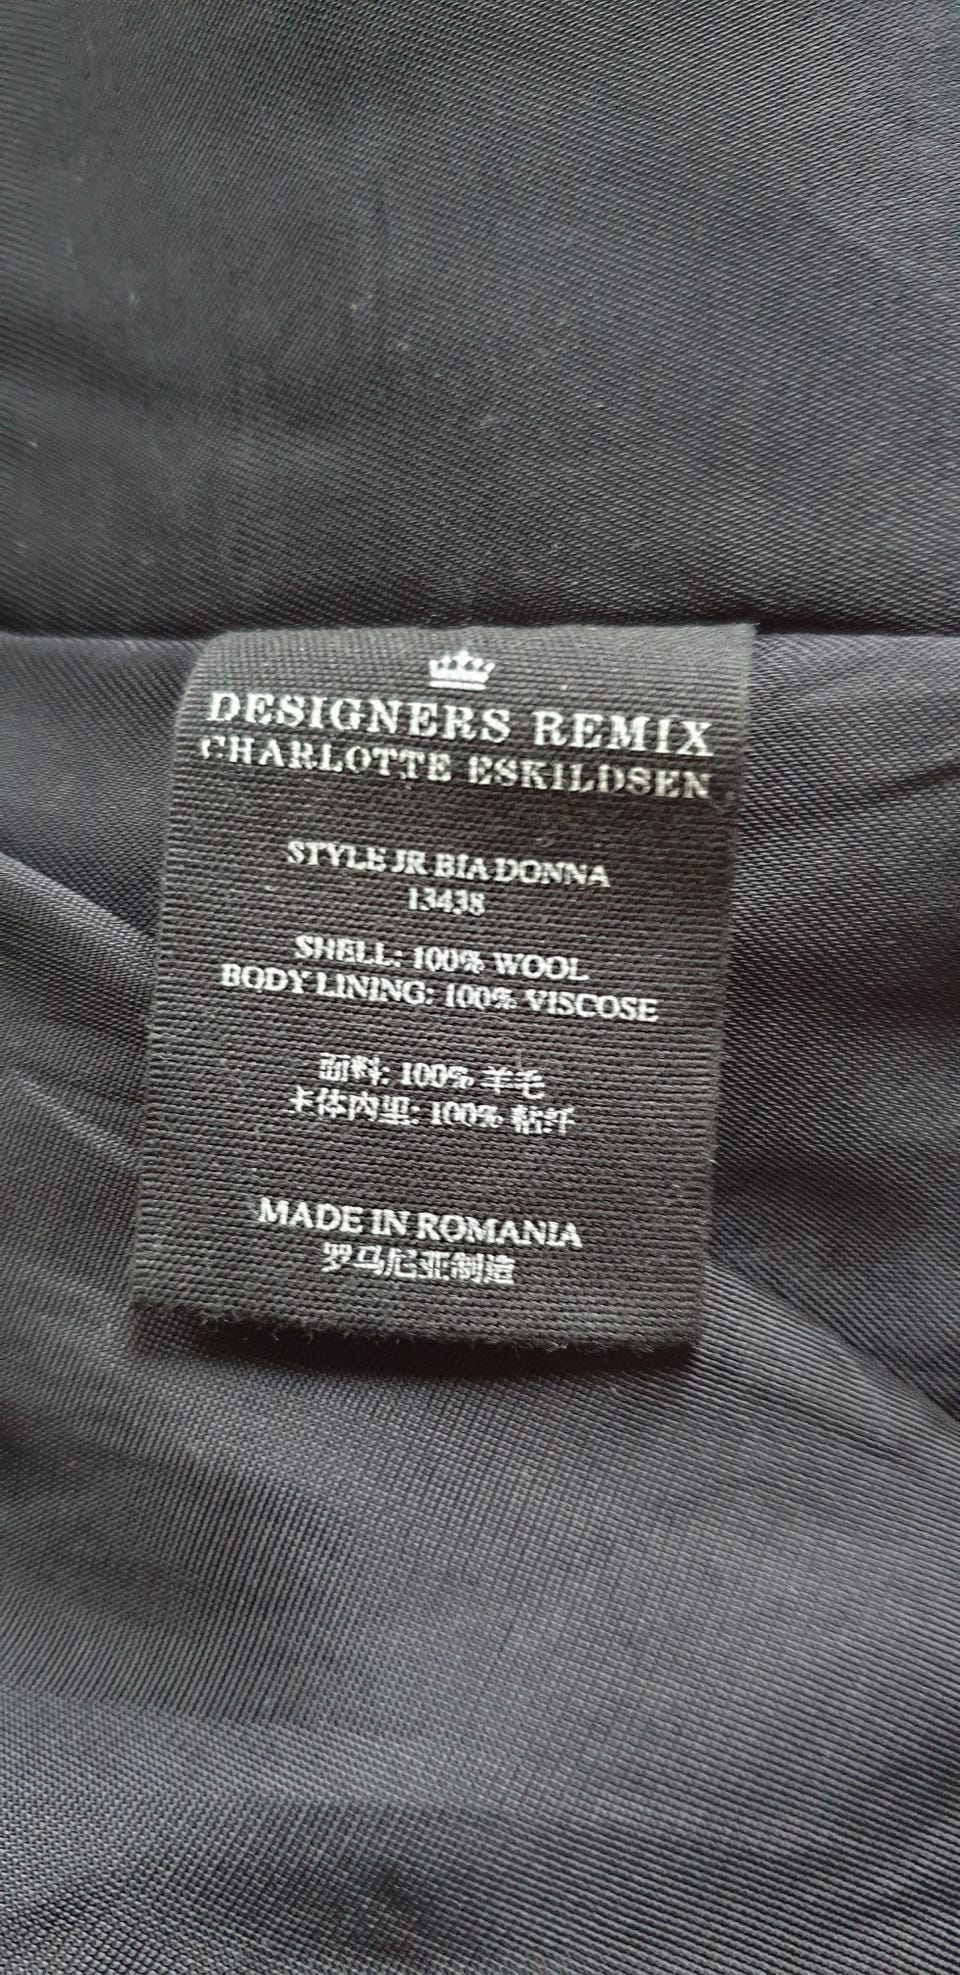 DESIGNERS REMIX
CHARLOTTE ESKILDSEN
STYLE JR BIA DONNA
13438
SHELL: 100% WOOL
BODY LINING: 100% VISCOSE
面料: 100% 羊毛
主体内里: 100% 粘纤
MADE IN ROMANIA
罗马尼亚制造